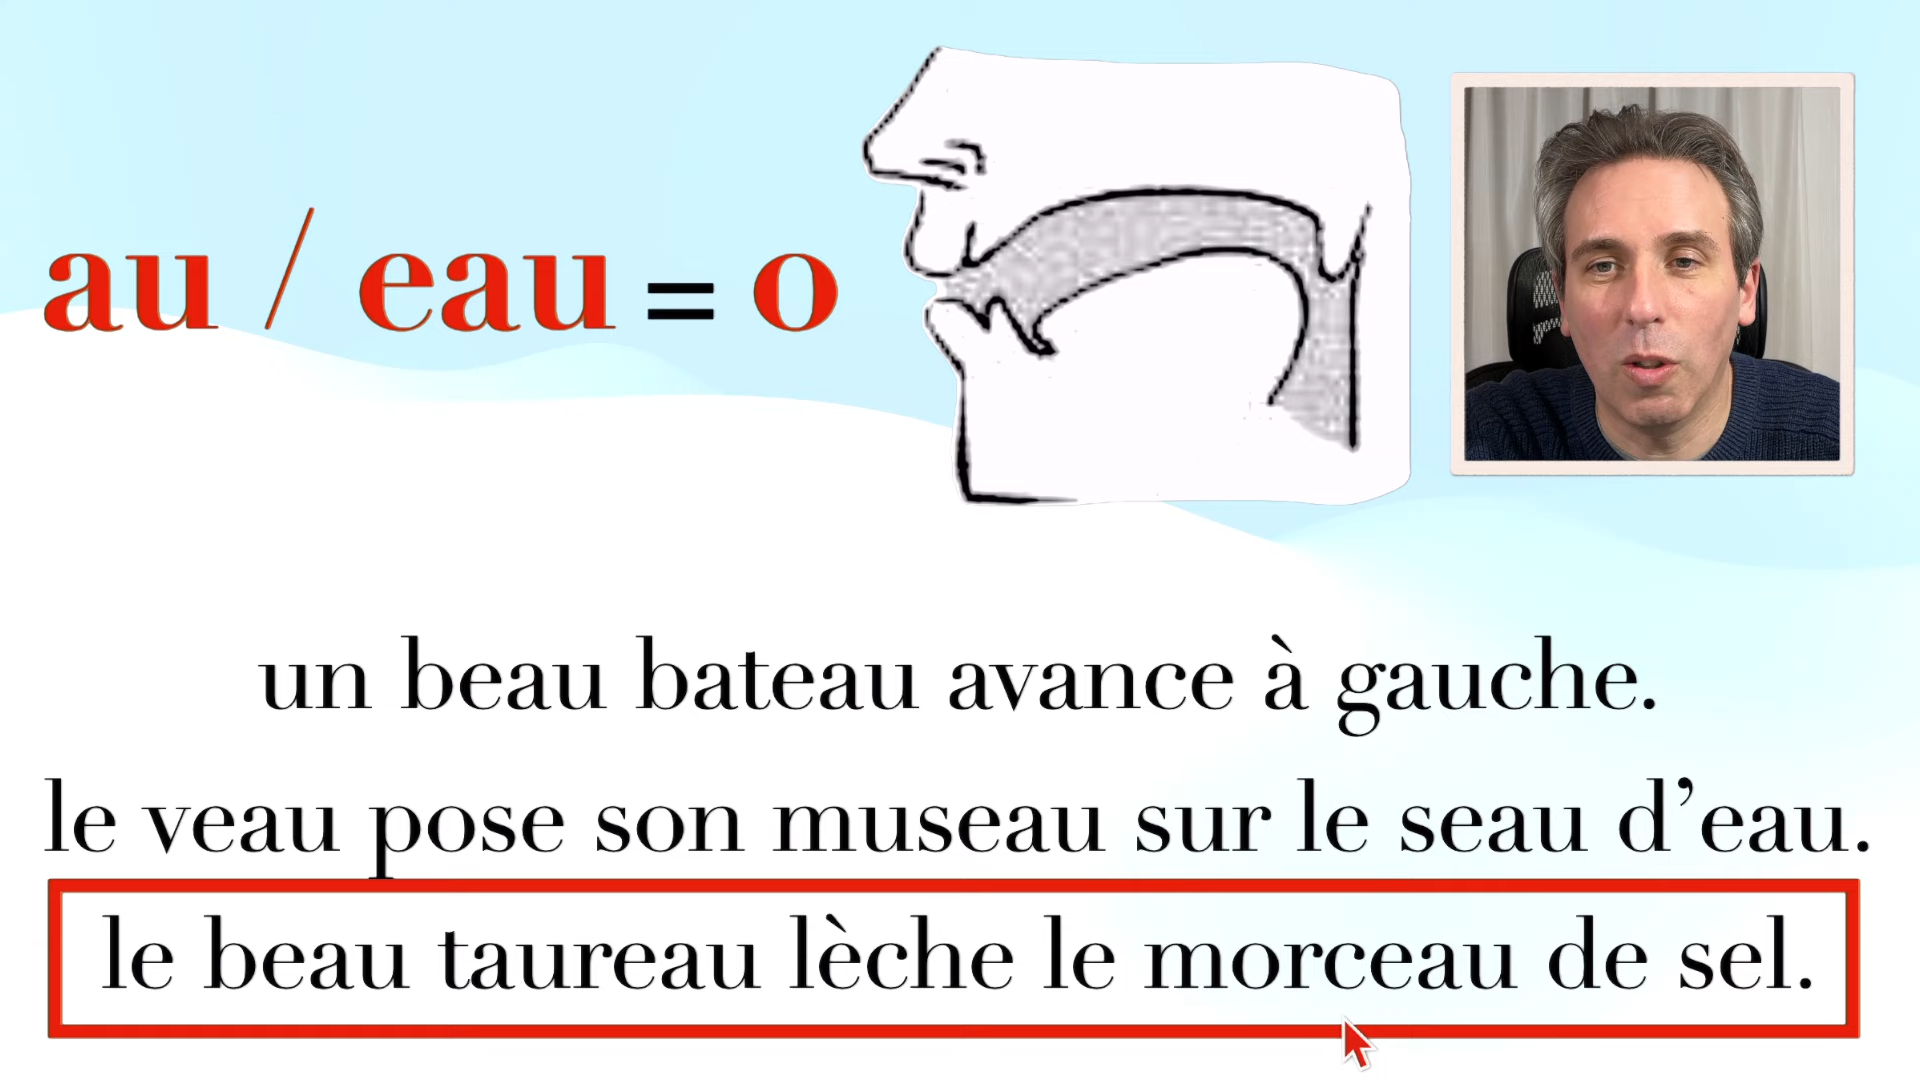 au / eau = o
un beau bateau avance à gauche.
le veau pose son museau sur le seau d’eau.
le beau taureau lèche le morceau de sel.